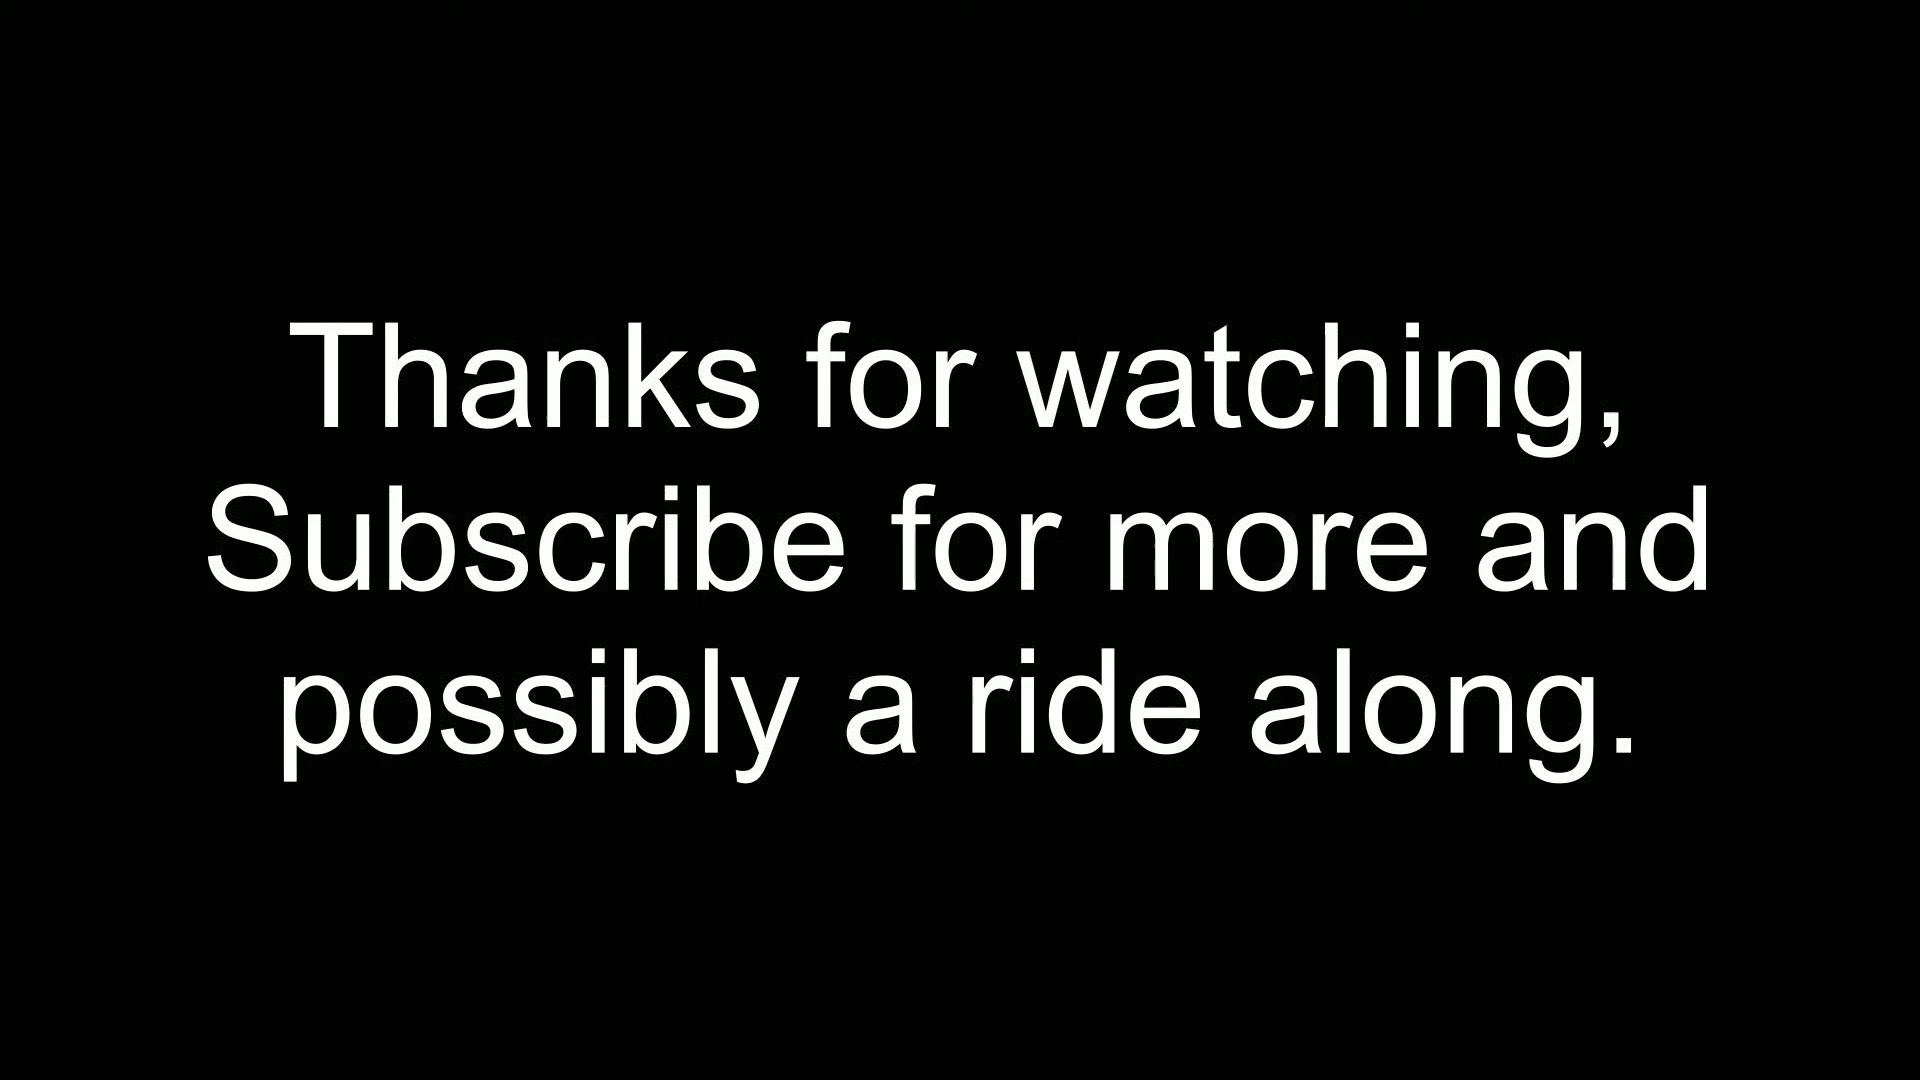 Thanks for watching,
Subscribe for more and
possibly a ride along.